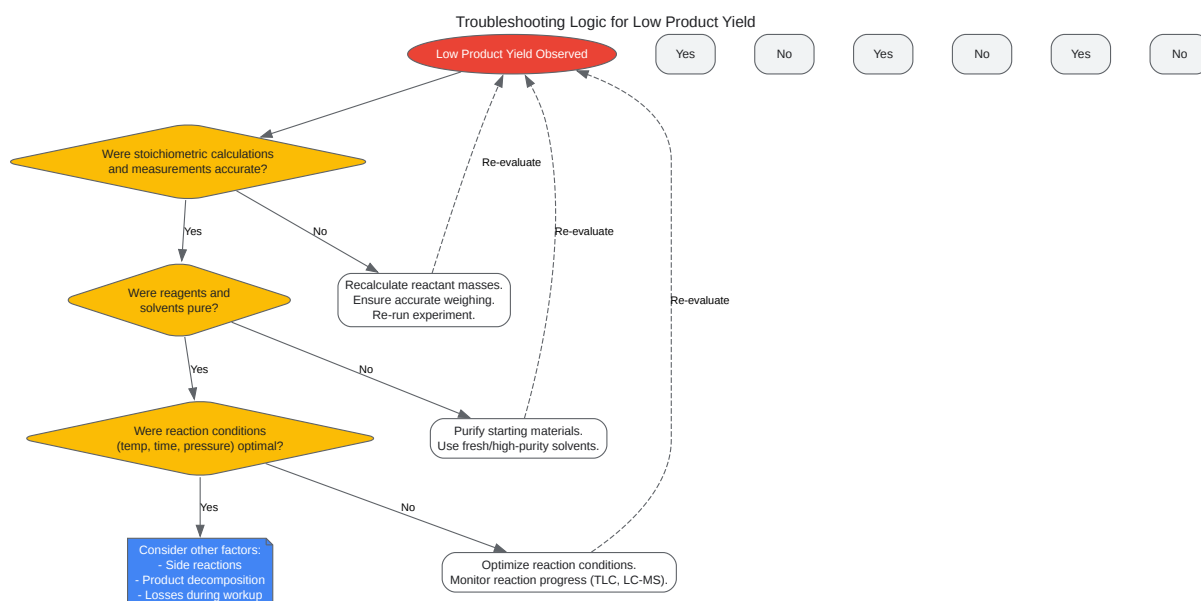 Troubleshooting Logic for Low Product Yield
Low Product Yield Observed
Yes
No
Yes
No
Yes
No
Were stoichiometric calculations
and measurements accurate?
Re-evaluate
Yes
No
Re-evaluate
Were reagents and
solvents pure?
Recalculate reactant masses.
Ensure accurate weighing.
Re-run experiment.
Re-evaluate
Yes
No
Were reaction conditions
(temp, time, pressure) optimal?
Purify starting materials.
Use fresh/high-purity solvents.
Yes
No
Consider other factors:
- Side reactions
- Product decomposition
- Losses during workup
Optimize reaction conditions.
Monitor reaction progress (TLC, LC-MS).